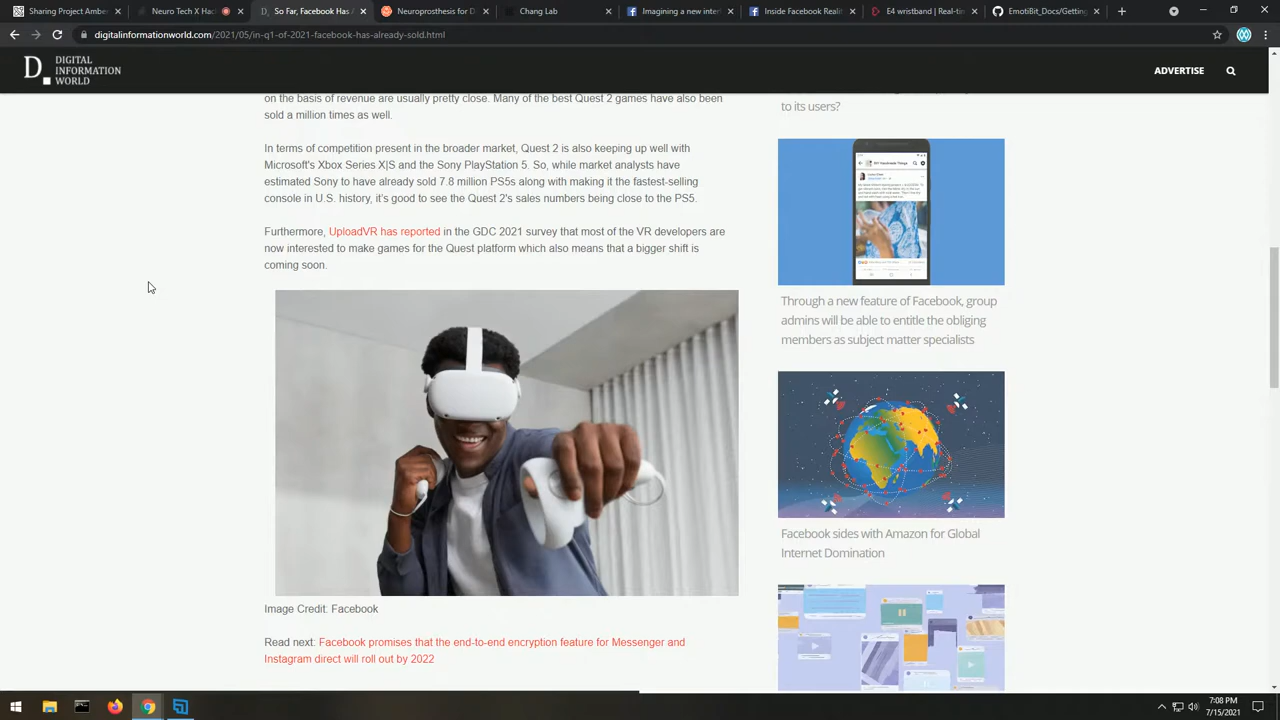 Sharing Project Ambe
Neuro Tech X Hack
So Far, Facebook Has
Neuroprosthesis for D
Chang Lab
Imagining a new inter
Inside Facebook Reali
E4 wristband | Real-tin
EmotiBit_Docs/Getting
digitalinformationworld.com/2021/05/in-q1-of-2021-facebook-has-already-sold.html
DIGITAL
INFORMATION
WORLD
ADVERTISE
on the basis of revenue are usually pretty close. Many of the best Quest 2 games have also been
sold a million times as well.
In terms of competition present in the broader market, Quest 2 is also keeping up well with
Microsoft's Xbox Series X|S and the Sony PlayStation 5. So, while market analysts have
estimated Sony to have already sold 7.8 million PS5s along with making it the fastest-selling
console in U.S. history, it's good to see the Quest 2's sales numbers being close to the PS5.
Furthermore, UploadVR has reported in the GDC 2021 survey that most of the VR developers are
now interested to make games for the Quest platform which also means that a bigger shift is
coming soon.
Image Credit: Facebook
Read next: Facebook promises that the end-to-end encryption feature for Messenger and
Instagram direct will roll out by 2022
to its users?
Through a new feature of Facebook, group
admins will be able to entitle the obliging
members as subject matter specialists
Facebook sides with Amazon for Global
Internet Domination
7:08 PM
7/15/2021